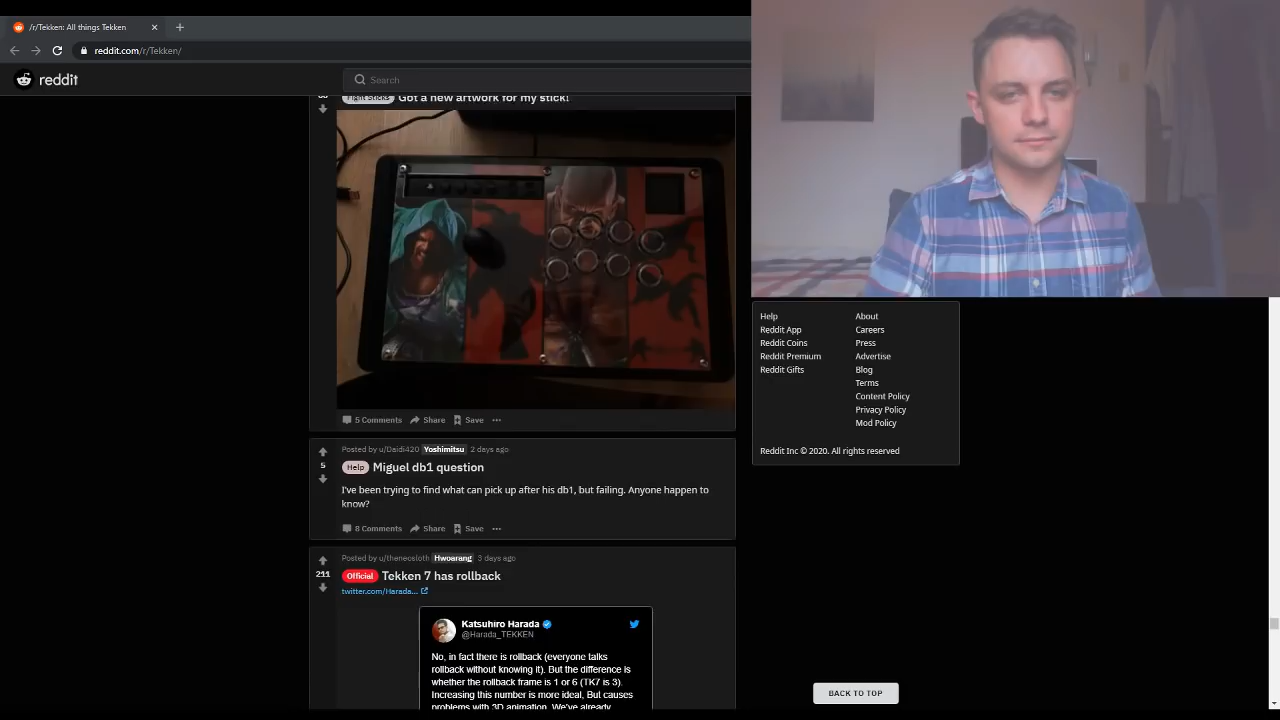 /r/Tekken: All things Tekken
reddit.com/r/Tekken/
reddit
Search
Got a new artwork for my stick!
5 Comments Share Save
Posted by u/Daidi420 Yoshimitsu 2 days ago
5
Help Miguel db1 question
I've been trying to find what can pick up after his db1, but failing. Anyone happen to
know?
8 Comments Share Save
Posted by u/theneosloth Hwoarang 3 days ago
211
Official Tekken 7 has rollback
twitter.com/Harada...
Katsuhiro Harada
@Harada_TEKKEN
No, in fact there is rollback (everyone talks
rollback without knowing it). But the difference is
whether the rollback frame is 1 or 6 (TK7 is 3).
Increasing this number is more ideal, But causes
problems with 3D animation. We've already
Help About
Reddit App Careers
Reddit Coins Press
Reddit Premium Advertise
Reddit Gifts Blog
Terms
Content Policy
Privacy Policy
Mod Policy
Reddit Inc © 2020. All rights reserved
BACK TO TOP